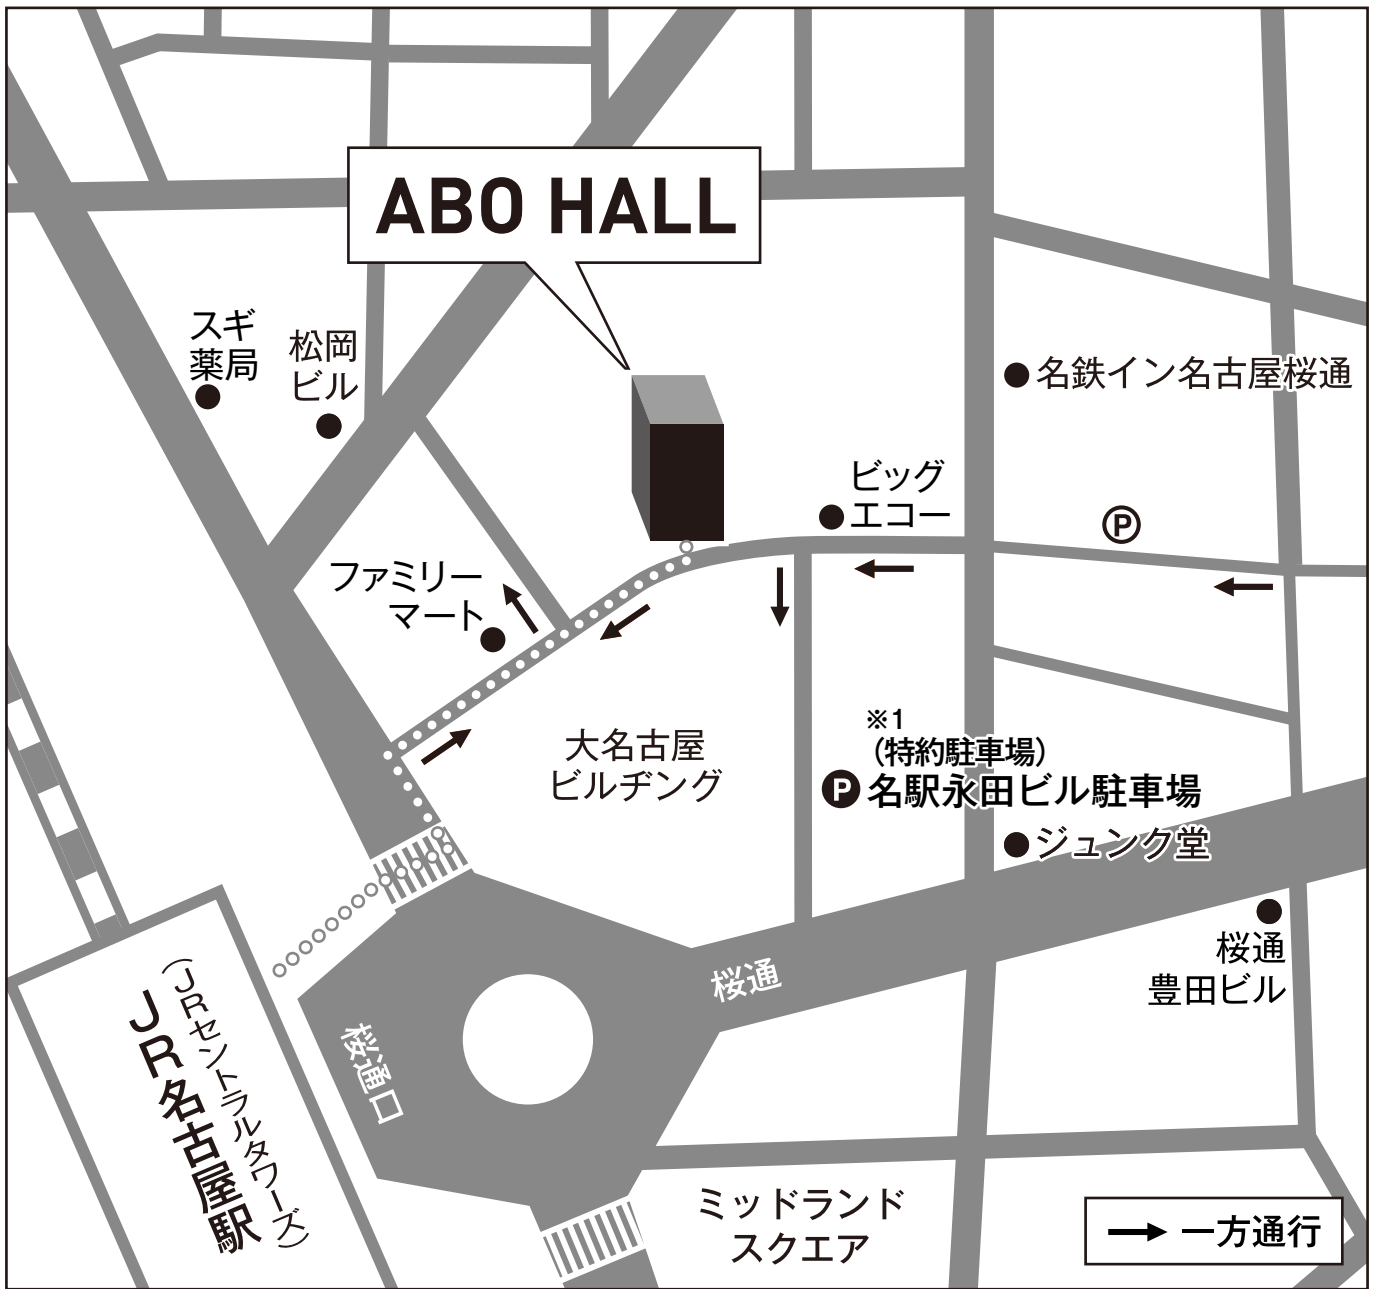 ABO HALL
スギ
薬局
松岡
ビル
名鉄イン名古屋桜通
ビッグ
エコー
P
ファミリー
マート
大名古屋
ビルヂング
※1
(特約駐車場)
P 名駅永田ビル駐車場
ジュンク堂
桜通
豊田ビル
桜通
桜通口
(JRセントラルタワーズ)
JR名古屋駅
ミッドランド
スクエア
一方通行